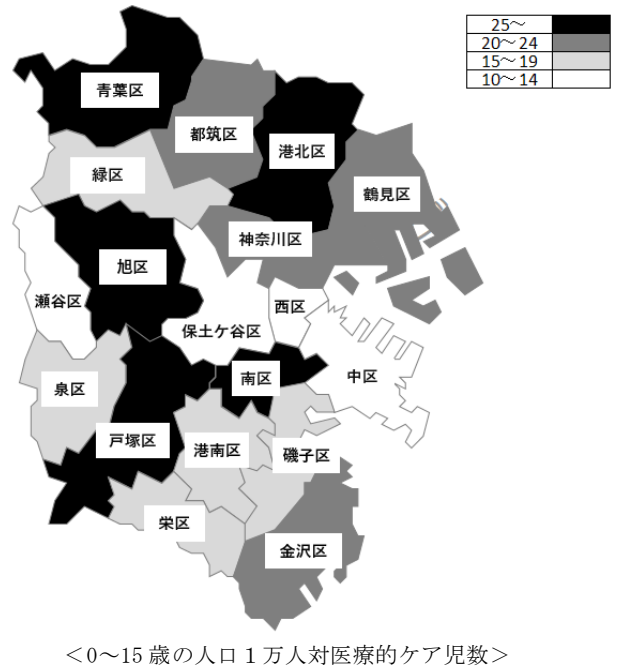 25～
20～24
15～19
10～14
青葉区
都筑区
港北区
緑区
鶴見区
神奈川区
旭区
瀬谷区
西区
保土ケ谷区
中区
南区
泉区
戸塚区
港南区
磯子区
栄区
金沢区
＜0～15 歳の人口 1 万人対医療的ケア児数＞